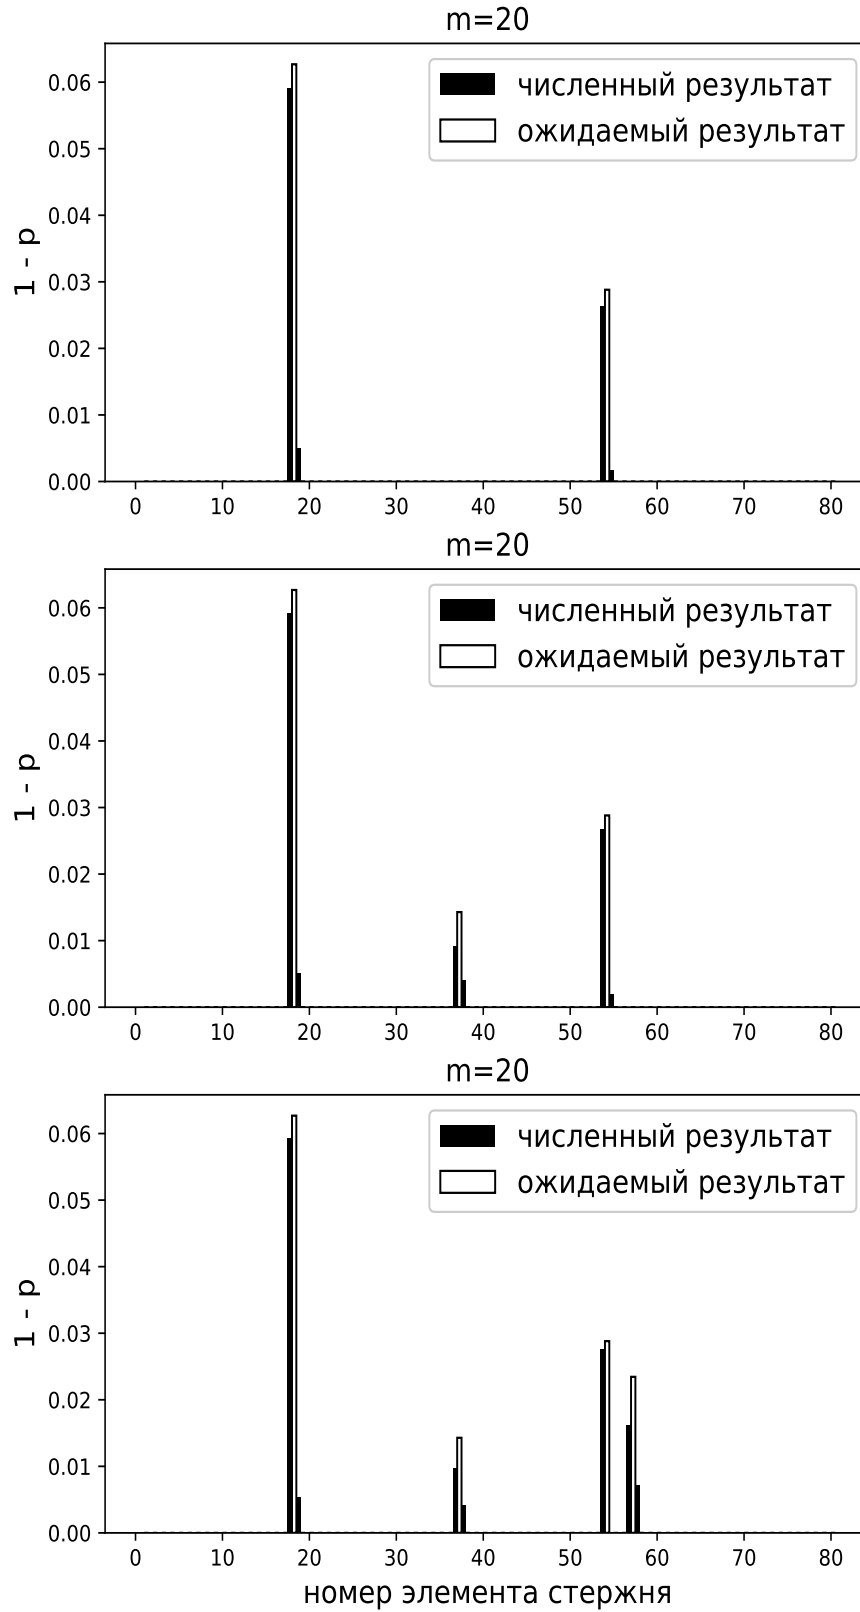 m=20
0.06
0.05
0.04
0.03
0.02
0.01
0.00
1 - p
численный результат
ожидаемый результат
0 10 20 30 40 50 60 70 80
m=20
0.06
0.05
0.04
0.03
0.02
0.01
0.00
1 - p
численный результат
ожидаемый результат
0 10 20 30 40 50 60 70 80
m=20
0.06
0.05
0.04
0.03
0.02
0.01
0.00
1 - p
численный результат
ожидаемый результат
0 10 20 30 40 50 60 70 80
номер элемента стержня